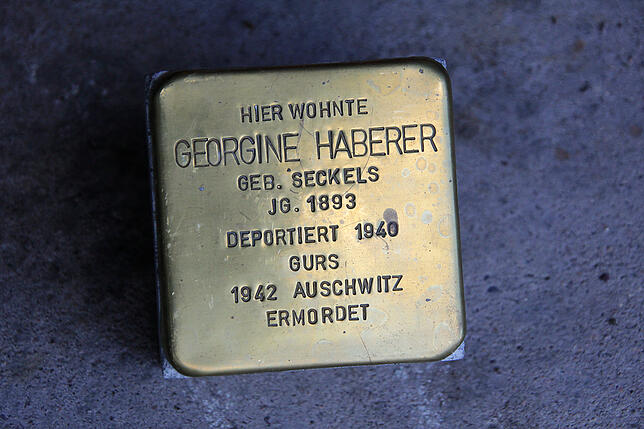 HIER WOHNTE
GEORGINE HABERER
GEB. SECKELS
JG. 1893
DEPORTIERT 1940
GURS
1942 AUSCHWITZ
ERMORDET